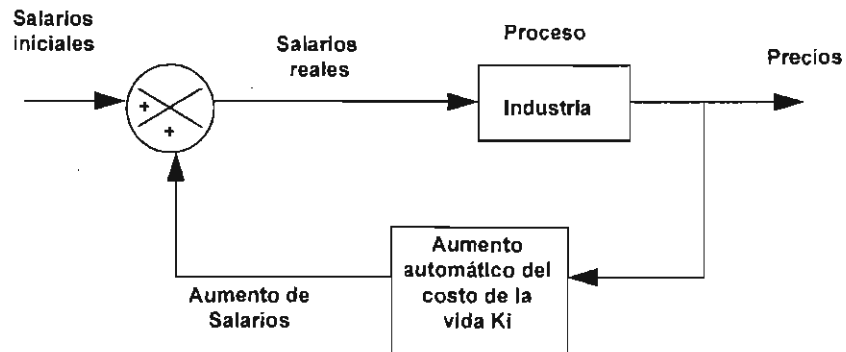 Salarios
iniciales
Salarios
reales
Proceso
Precios
+
+
Industria
Aumento
automático del
costo de la
vida Ki
Aumento de
Salarios